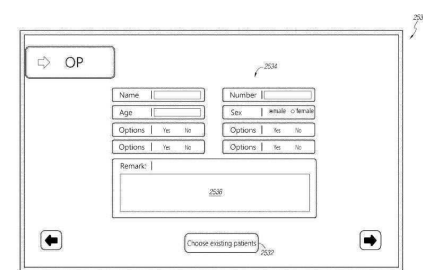 OP
2534
Name Number
Age Sex male female
Options Yes No Options Yes No
Options Yes No Options Yes No
Remark:
2536
Choose existing patients
2532